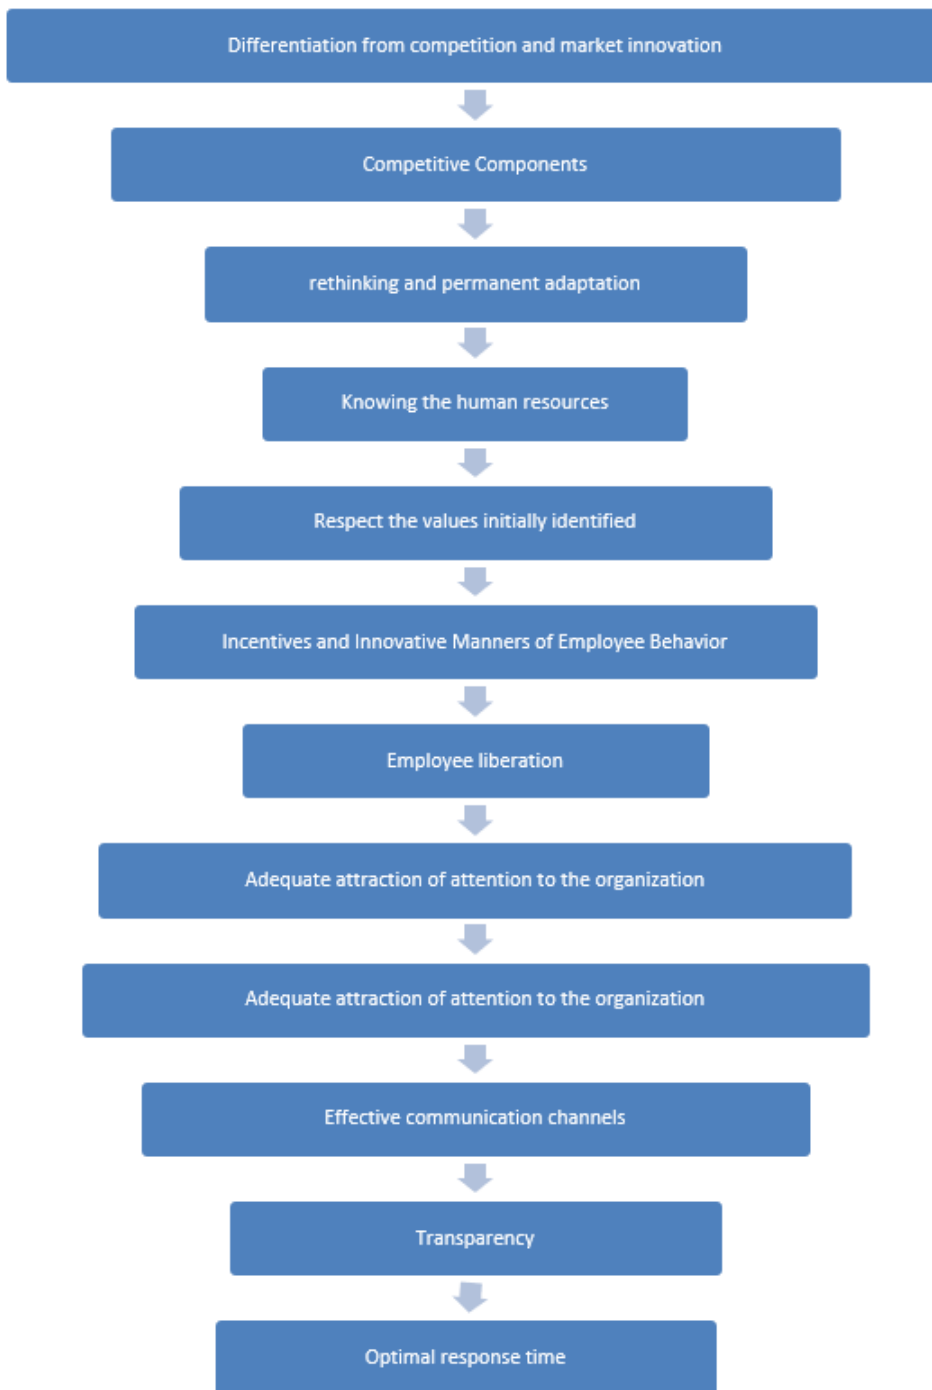 Differentiation from competition and market innovation
Competitive Components
rethinking and permanent adaptation
Knowing the human resources
Respect the values initially identified
Incentives and Innovative Manners of Employee Behavior
Employee liberation
Adequate attraction of attention to the organization
Adequate attraction of attention to the organization
Effective communication channels
Transparency
Optimal response time